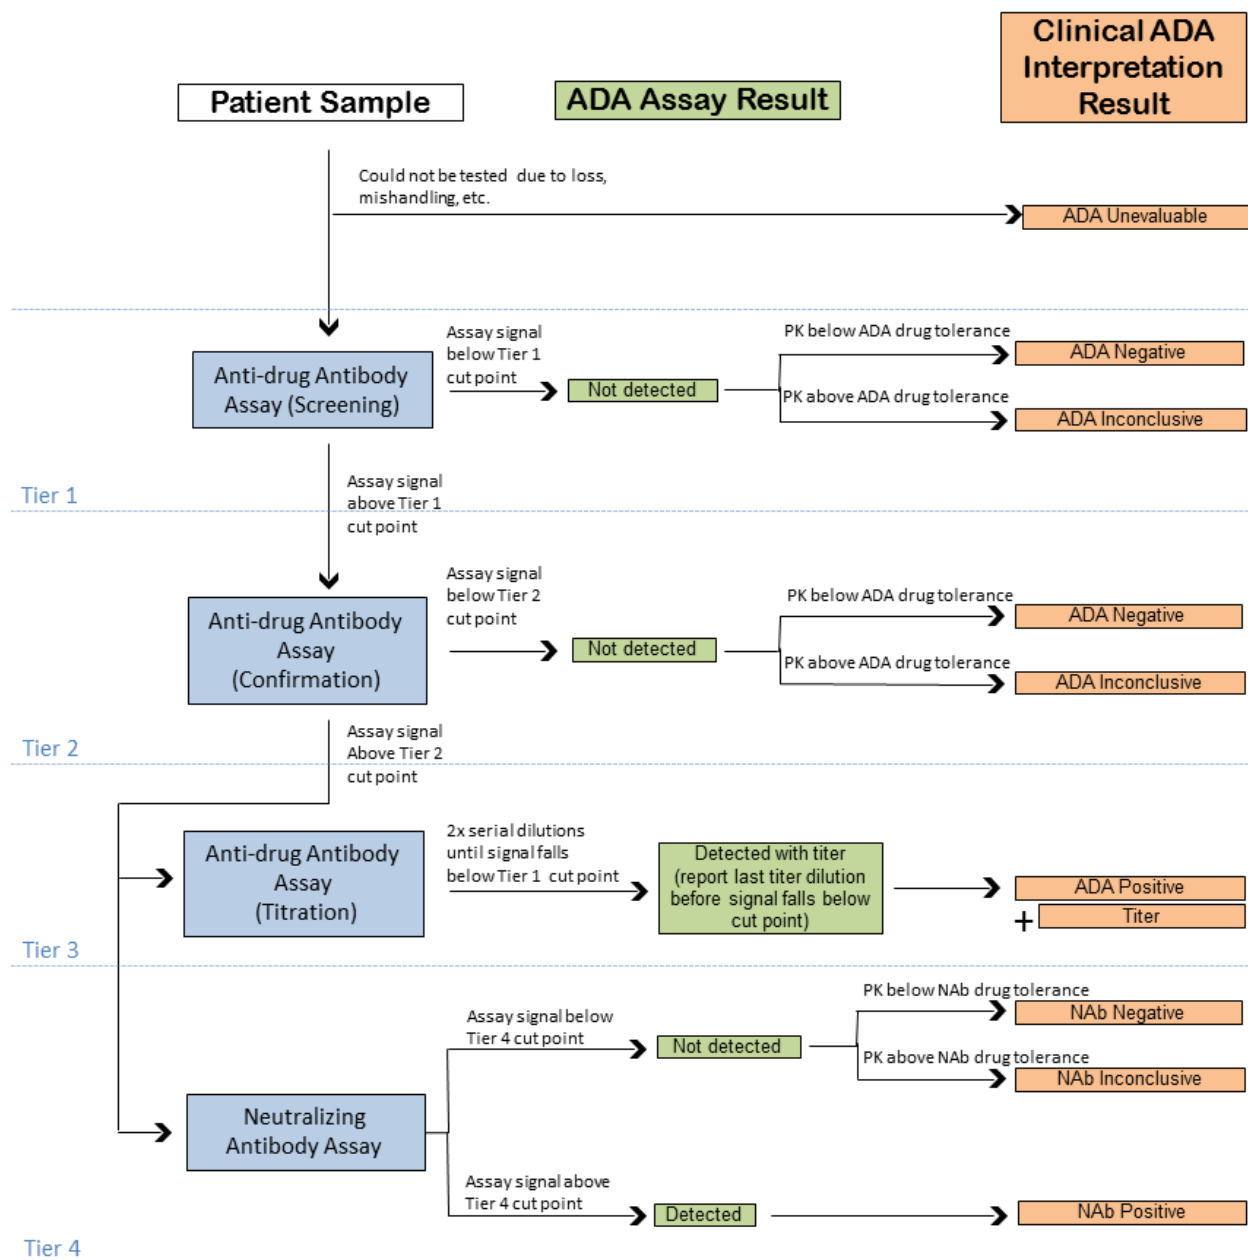 Patient Sample
ADA Assay Result
Clinical ADA
Interpretation
Result
Could not be tested due to loss,
mishandling, etc.
ADA Unevaluable
Anti-drug Antibody
Assay (Screening)
Assay signal
below Tier 1
cut point
Not detected
PK below ADA drug tolerance
ADA Negative
PK above ADA drug tolerance
ADA Inconclusive
Tier 1
Assay signal
above Tier 1
cut point
Anti-drug Antibody
Assay
(Confirmation)
Assay signal
below Tier 2
cut point
Not detected
PK below ADA drug tolerance
ADA Negative
PK above ADA drug tolerance
ADA Inconclusive
Tier 2
Assay signal
Above Tier 2
cut point
Anti-drug Antibody
Assay
(Titration)
2x serial dilutions
until signal falls
below Tier 1 cut point
Detected with titer
(report last titer dilution
before signal falls below
cut point)
ADA Positive
+ Titer
Tier 3
Neutralizing
Antibody Assay
Assay signal below
Tier 4 cut point
Not detected
PK below NAb drug tolerance
NAb Negative
PK above NAb drug tolerance
NAb Inconclusive
Assay signal above
Tier 4 cut point
Detected
NAb Positive
Tier 4